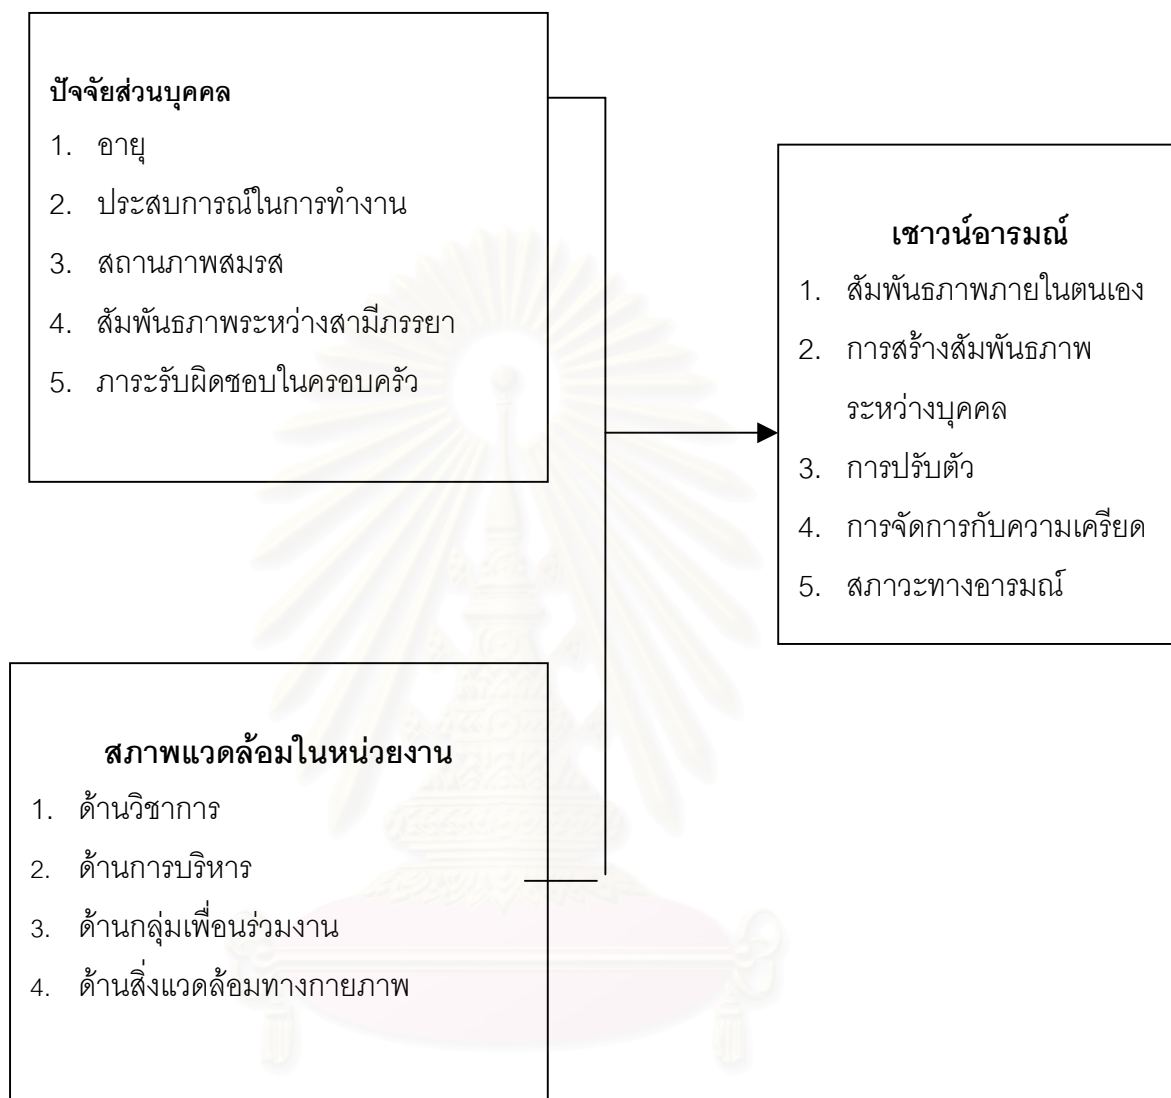 ปัจจัยส่วนบุคคล
1. อายุ
2. ประสบการณ์ในการทำงาน
3. สถานภาพสมรส
4. สัมพันธภาพระหว่างสามีภรรยา
5. ภาระรับผิดชอบในครอบครัว
เชาวน์อารมณ์
1. สัมพันธภาพภายในตนเอง
2. การสร้างสัมพันธภาพ
ระหว่างบุคคล
3. การปรับตัว
4. การจัดการกับความเครียด
5. สภาวะทางอารมณ์
สภาพแวดล้อมในหน่วยงาน
1. ด้านวิชาการ
2. ด้านการบริหาร
3. ด้านกลุ่มเพื่อนร่วมงาน
4. ด้านสิ่งแวดล้อมทางกายภาพ